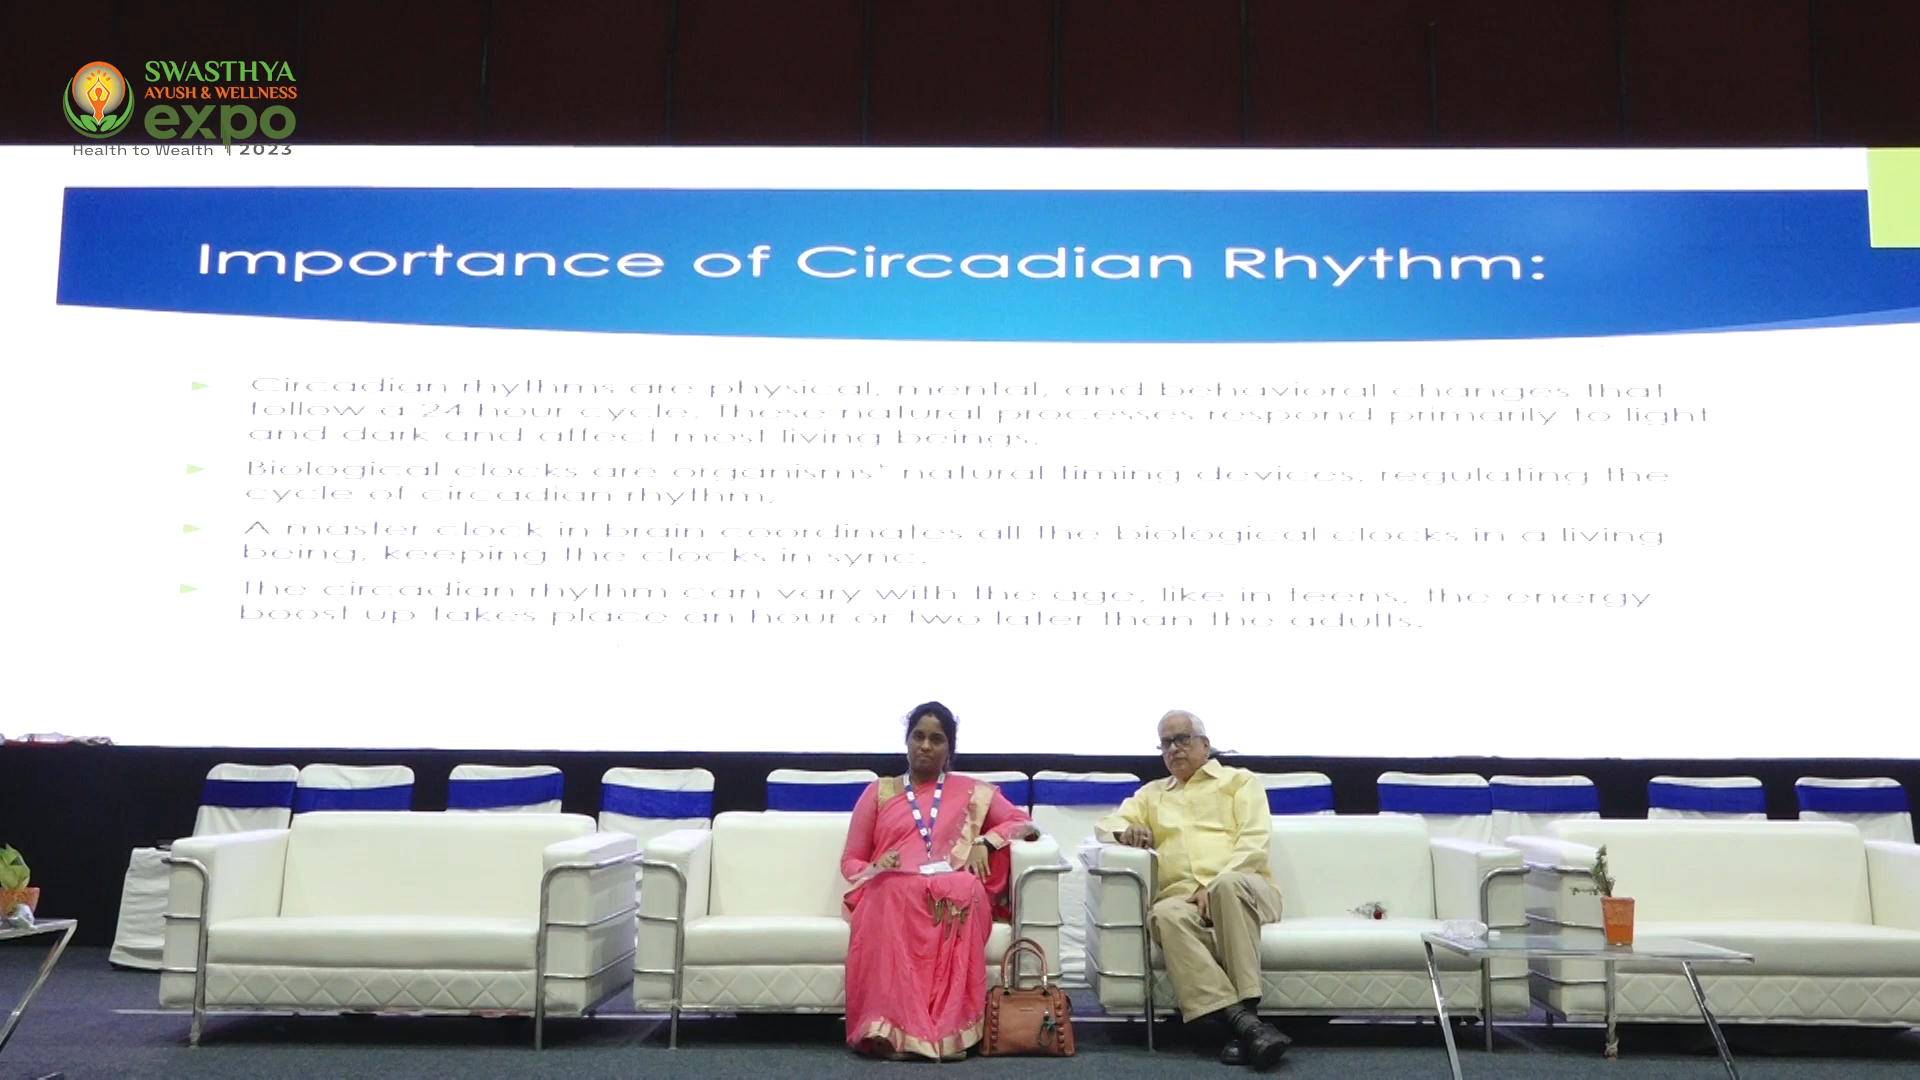 SWASTHYA
AYUSH & WELLNESS
expo
Health to Wealth | 2023
Importance of Circadian Rhythm:
Circadian rhythms are physical, mental, and behavioral changes that
follow a 24 hour cycle. These natural processes respond primarily to light
and dark and affect most living beings.
Biological clocks are organisms' natural timing devices, regulating the
cycle of circadian rhythm.
A master clock in brain coordinates all the biological clocks in a living
being, keeping the clocks in sync.
The circadian rhythm can vary with the age, like in teens, the energy
boost up takes place an hour or two later than the adults.